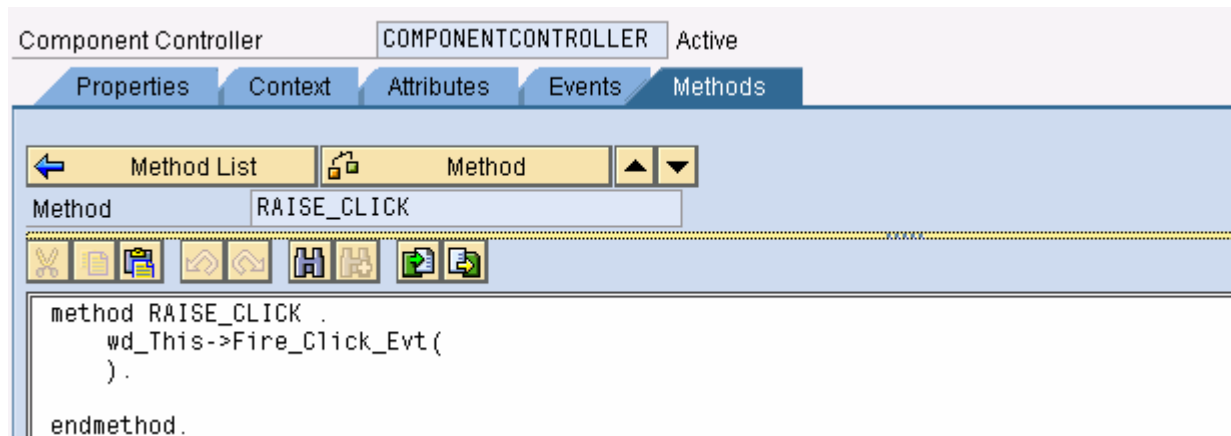 Component Controller COMPONENTCONTROLLER Active
Properties Context Attributes Events Methods
Method List Method
Method RAISE_CLICK
method RAISE_CLICK .
wd_This->Fire_Click_Evt(
).
endmethod.